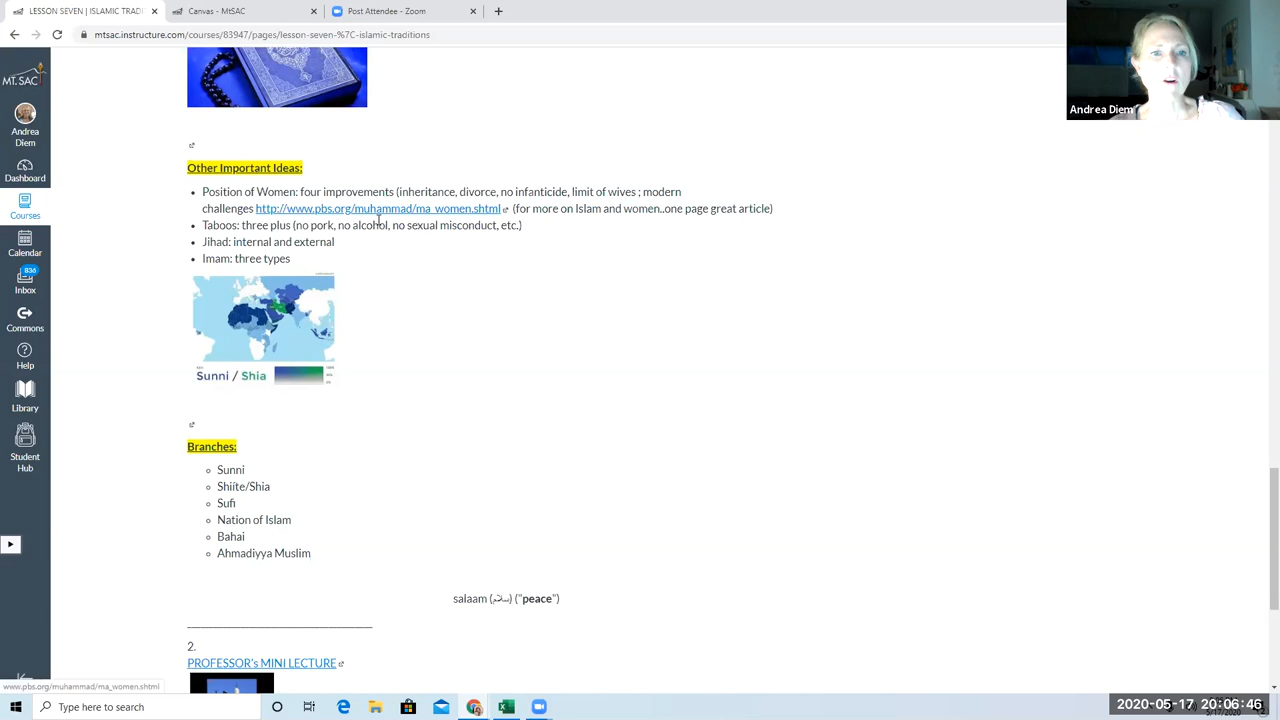 LESSON SEVEN | ISLAMIC TRADI
Canvas - MtSAC
Post Attendee - Zoom
mtsac.instructure.com/courses/83947/pages/lesson-seven-%7C-islamic-traditions
MT. SAC
Andrea Diem
Andrea
Diem
Dashboard
Courses
Calendar
836
Inbox
Commons
Help
Library
Student
Hub
Other Important Ideas:
Position of Women: four improvements (inheritance, divorce, no infanticide, limit of wives ; modern
challenges http://www.pbs.org/muhammad/ma_women.shtml (for more on Islam and women..one page great article)
Taboos: three plus (no pork, no alcohol, no sexual misconduct, etc.)
Jihad: internal and external
Imam: three types
Sunni / Shia
Branches:
Sunni
Shiite/Shia
Sufi
Nation of Islam
Bahai
Ahmadiyya Muslim
salaam (سلام) ("peace")
2.
PROFESSOR's MINI LECTURE
www.pbs.org/muhammad/ma_women.shtml
Type here to search
2020-05-17 20:06:46